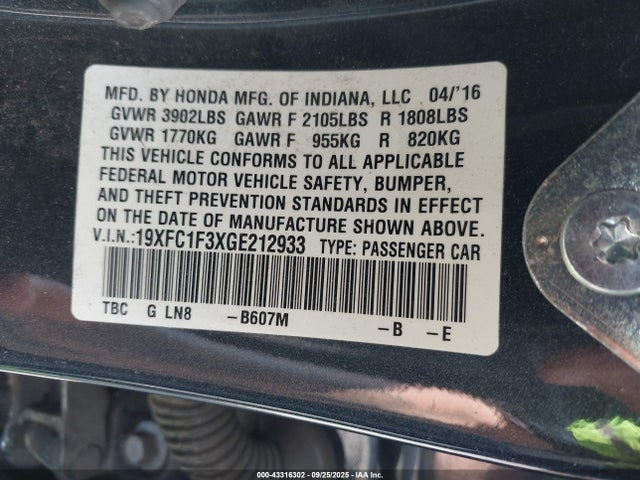 MFD. BY HONDA MFG. OF INDIANA, LLC 04/'16
GVWR 3902LBS GAWR F 2105LBS R 1808LBS
GVWR 1770KG GAWR F 955KG R 820KG
THIS VEHICLE CONFORMS TO ALL APPLICABLE
FEDERAL MOTOR VEHICLE SAFETY, BUMPER,
AND THEFT PREVENTION STANDARDS IN EFFECT
ON THE DATE OF MANUFACTURE SHOWN ABOVE.
V.I.N.:19XFC1F3XGE212933 TYPE: PASSENGER CAR
TBC G LN8 -B607M -B -E
000-43316302 - 09/25/2025 - IAA Inc.